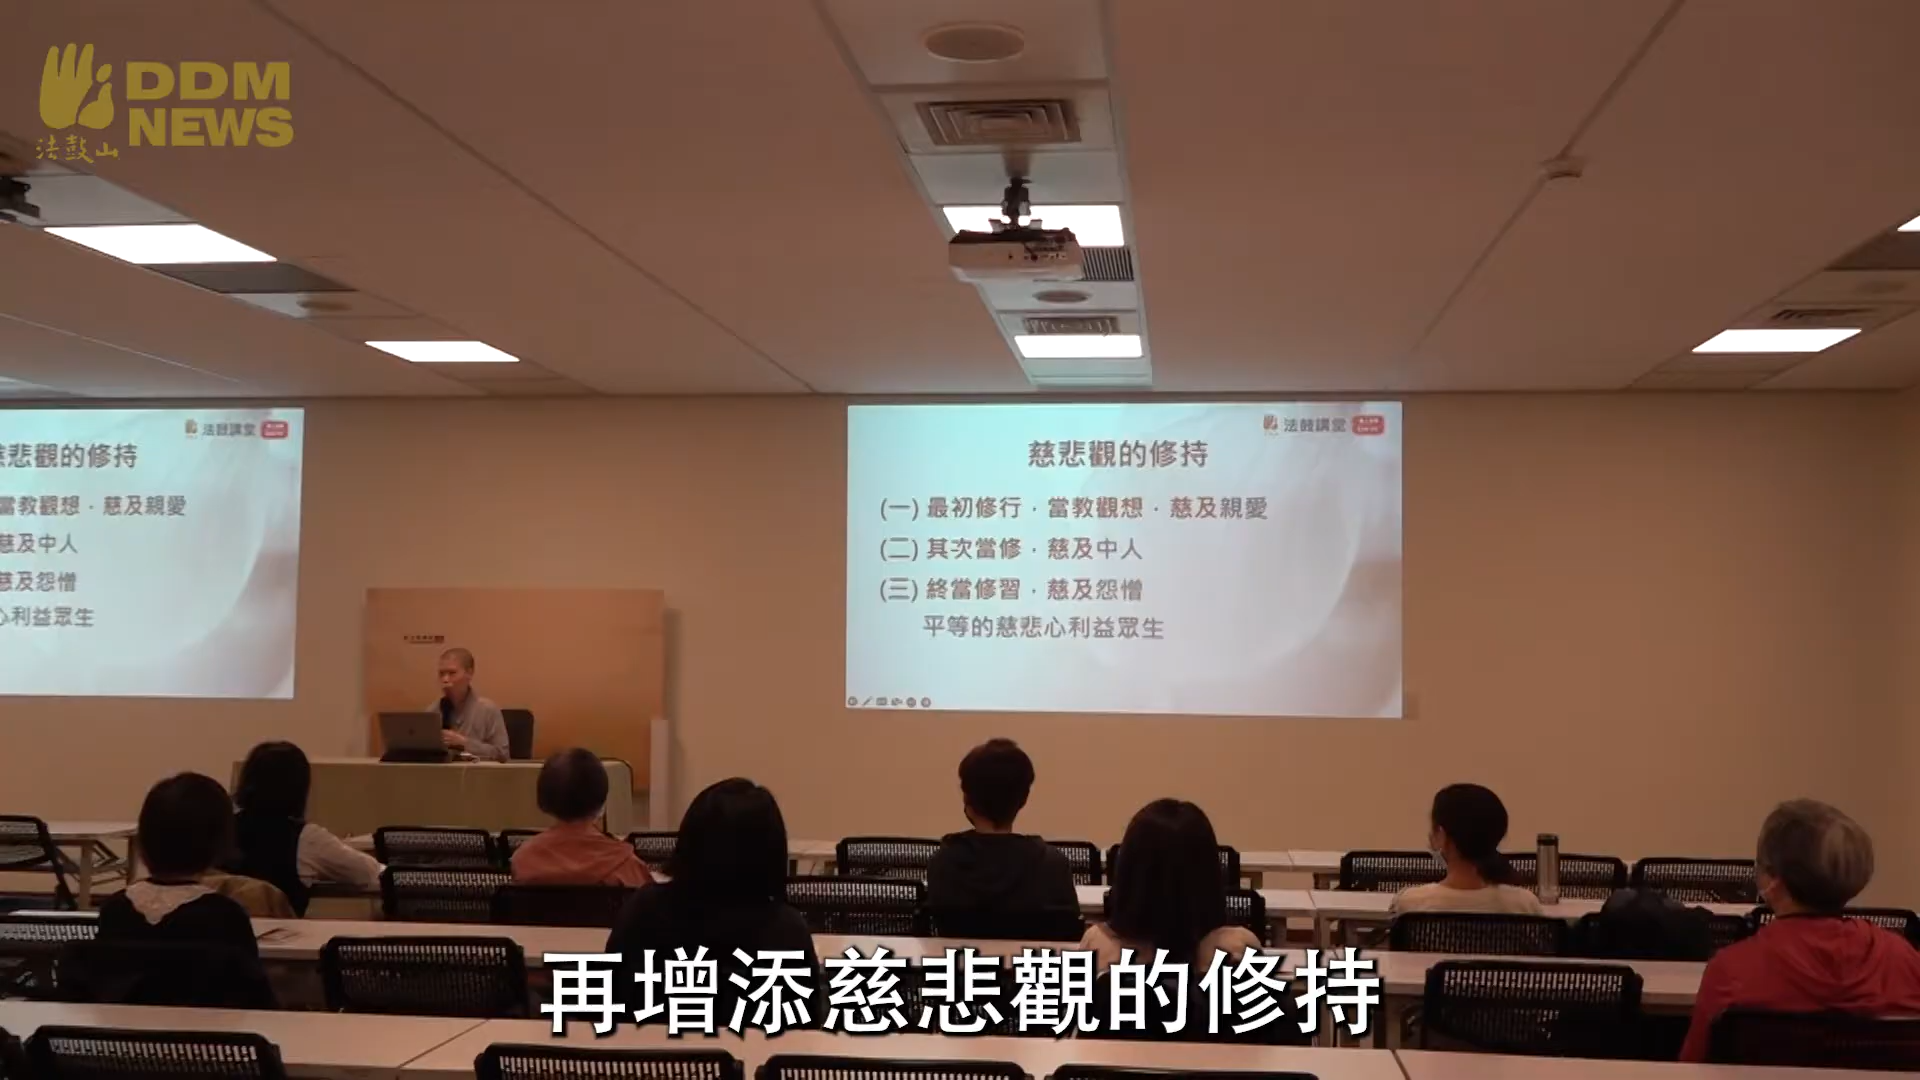 DDM
NEWS
法鼓山
法鼓講堂
悲觀的修持
當教觀想．慈及親愛
慈及中人
慈及怨憎
心利益眾生
法鼓講堂
慈悲觀的修持
(一) 最初修行．當教觀想．慈及親愛
(二) 其次當修．慈及中人
(三) 終當修習．慈及怨憎
平等的慈悲心利益眾生
再增添慈悲觀的修持